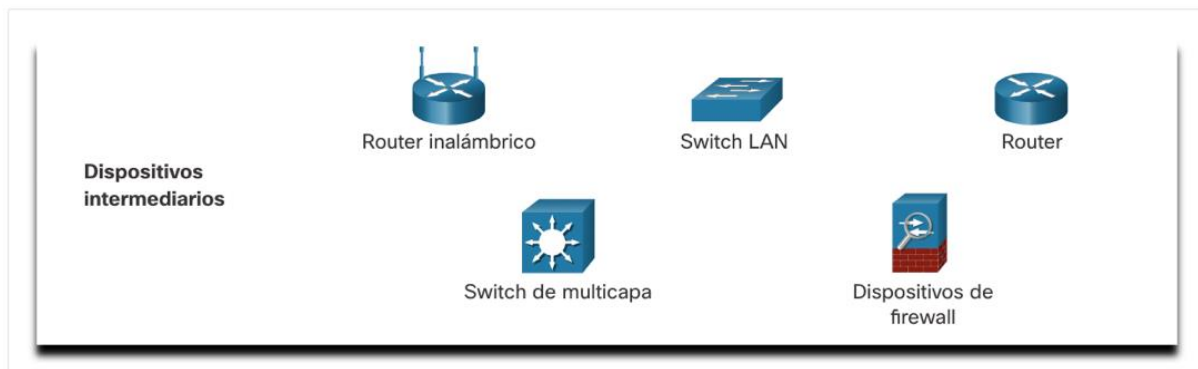 Router inalámbrico
Switch LAN
Router
Dispositivos
intermediarios
Switch de multicapa
Dispositivos de
firewall